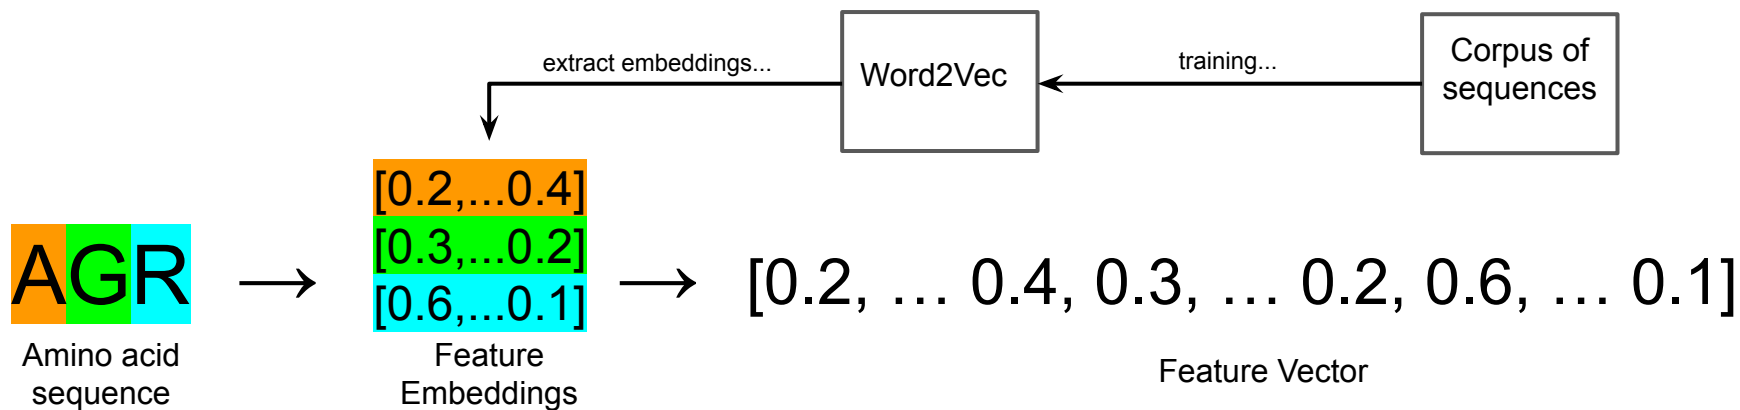 extract embeddings...
Word2Vec
training...
Corpus of
sequences
AGR
[0.2,...0.4]
[0.3,...0.2]
[0.6,...0.1]
[0.2, ... 0.4, 0.3, ... 0.2, 0.6, ... 0.1]
Amino acid
sequence
Feature
Embeddings
Feature Vector